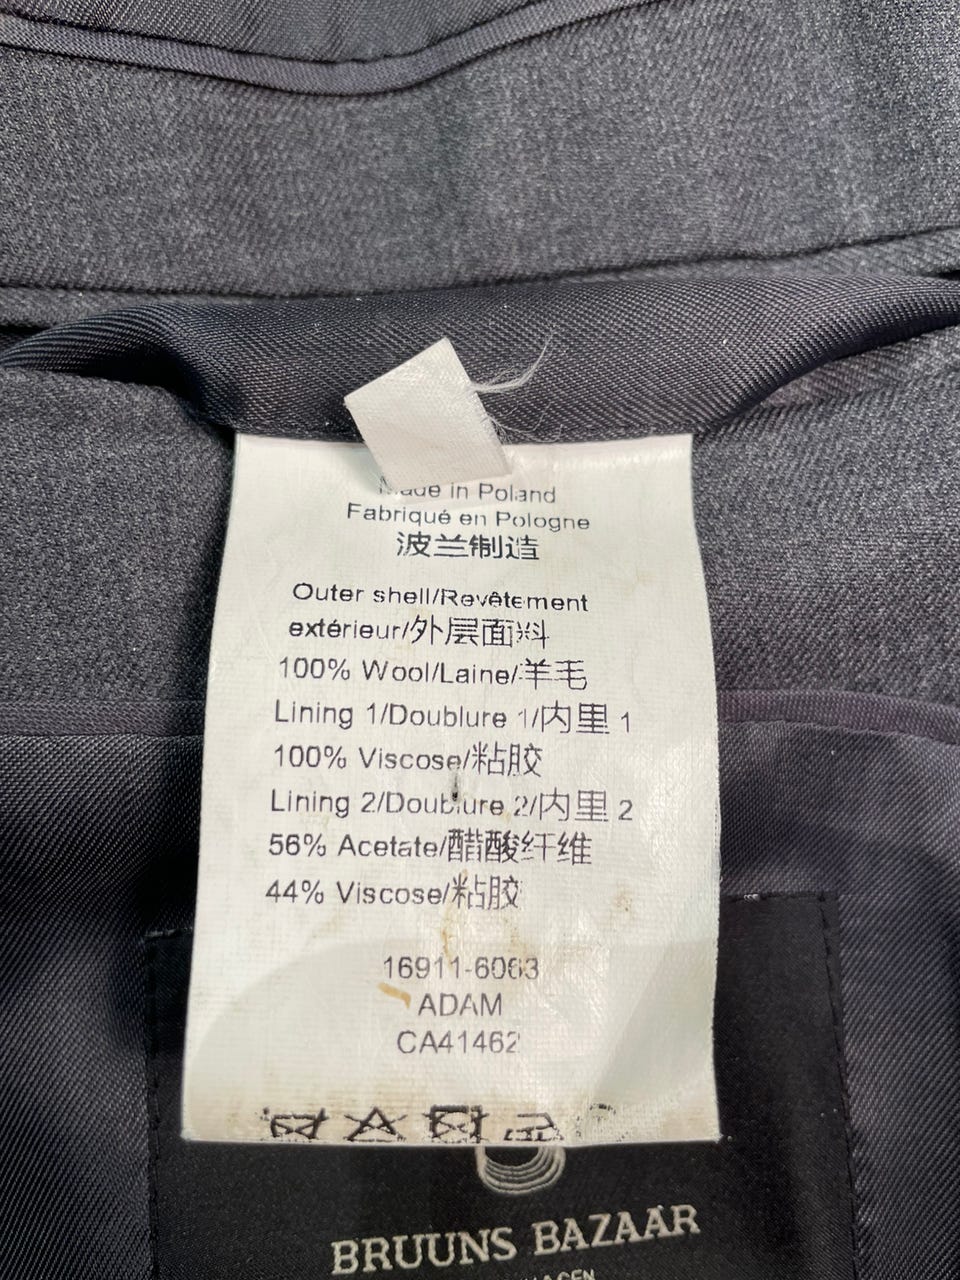 Made in Poland
Fabriqué en Pologne
波兰制造
Outer shell/Revêtement
extérieur/外层面料
100% Wool/Laine/羊毛
Lining 1/Doublure 1/内里 1
100% Viscose/粘胶
Lining 2/Doublure 2/内里 2
56% Acetate/醋酸纤维
44% Viscose/粘胶
16911-6063
ADAM
CA41462
BRUUNS BAZAAR